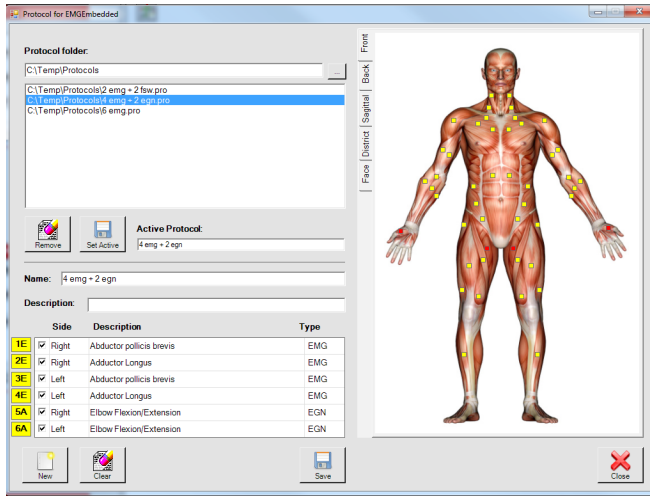 Protocol for EMGEmbedded
Protocol folder:
C:\Temp\Protocols
...
C:\Temp\Protocols\2 emg + 2 fsw.pro
C:\Temp\Protocols\4 emg + 2 egn.pro
C:\Temp\Protocols\6 emg.pro
Remove
Set Active
Active Protocol:
4 emg + 2 egn
Name: 4 emg + 2 egn
Description:
Side Description Type
1E Right Abductor pollicis brevis EMG
2E Right Adductor Longus EMG
3E Left Abductor pollicis brevis EMG
4E Left Adductor Longus EMG
5A Right Elbow Flexion/Extension EGN
6A Left Elbow Flexion/Extension EGN
New
Clear
Save
Front
Back
Sagittal
District
Face
Close